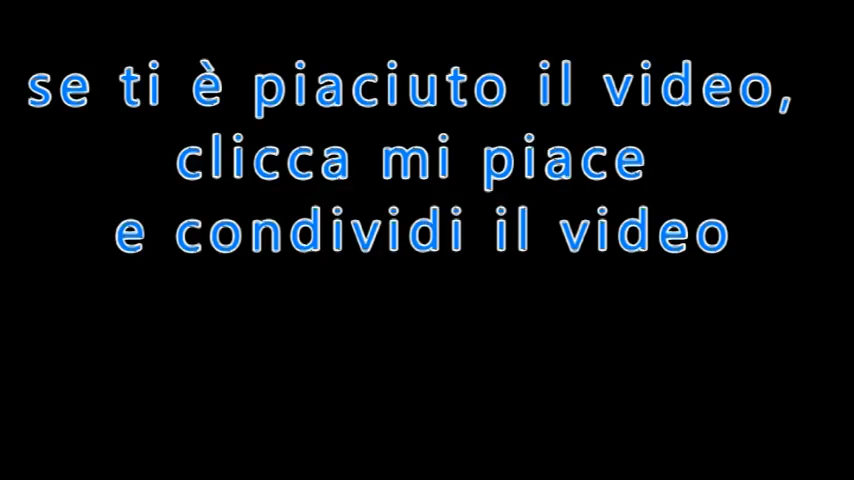 se ti è piaciuto il video,
clicca mi piace
e condividi il video